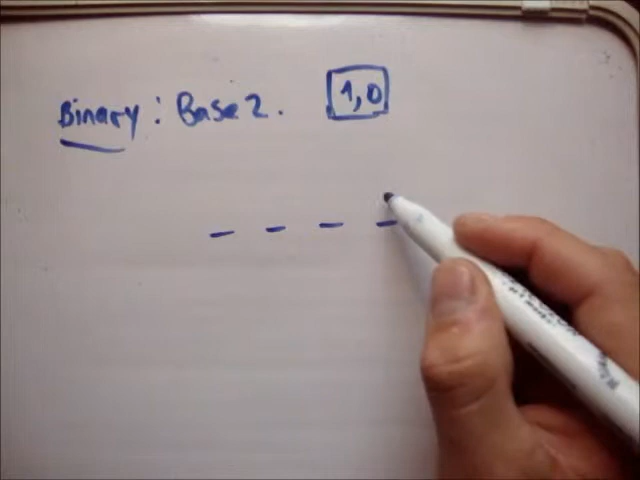 Binary : Base 2. 1,0
_ _ _ _